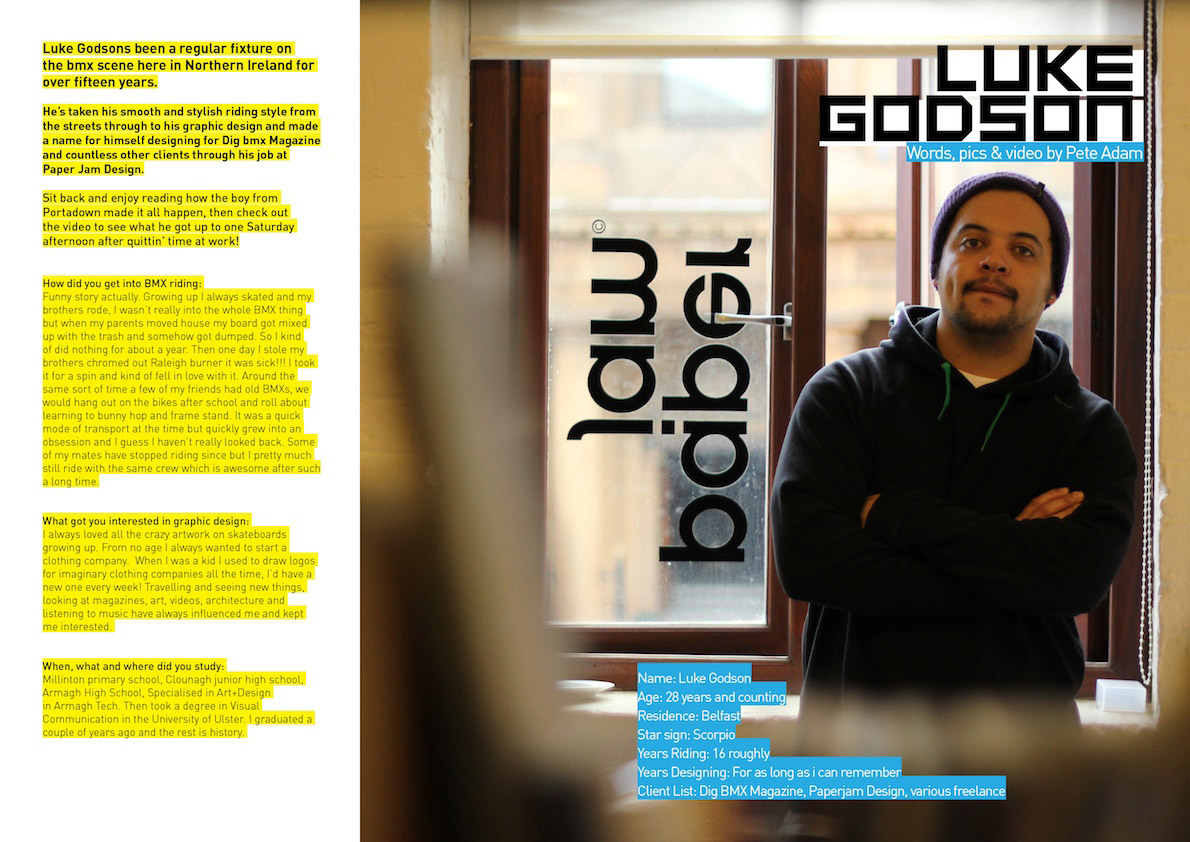 Luke Godsons been a regular fixture on
the bmx scene here in Northern Ireland for
over fifteen years.
He's taken his smooth and stylish riding style from
the streets through to his graphic design and made
a name for himself designing for Dig bmx Magazine
and countless other clients through his job at
Paper Jam Design.
Sit back and enjoy reading how the boy from
Portadown made it all happen, then check out
the video to see what he got up to one Saturday
afternoon after quittin' time at work!
How did you get into BMX riding:
Funny story actually. Growing up I always skated and my
brothers rode, I wasn't really into the whole BMX thing
but when my parents moved house my board got mixed
up with the trash and somehow got dumped. So I kind
of did nothing for about a year. Then one day I stole my
brothers chromed out Raleigh burner it was sick!!! I took
it for a spin and kind of fell in love with it. Around the
same sort of time a few of my friends had old BMXs, we
would hang out on the bikes after school and roll about
learning to bunny hop and frame stand. It was a quick
mode of transport at the time but quickly grew into an
obsession and I guess I haven't really looked back. Some
of my mates have stopped riding since but I pretty much
still ride with the same crew which is awesome after such
a long time.
What got you interested in graphic design:
I always loved all the crazy artwork on skateboards
growing up. From no age I always wanted to start a
clothing company.  When I was a kid I used to draw logos
for imaginary clothing companies all the time, I'd have a
new one every week! Travelling and seeing new things,
looking at magazines, art, videos, architecture and
listening to music have always influenced me and kept
me interested.
When, what and where did you study:
Millinton primary school, Clounagh junior high school,
Armagh High School, Specialised in Art+Design
in Armagh Tech. Then took a degree in Visual
Communication in the University of Ulster. I graduated a
couple of years ago and the rest is history.
LUKE
GODSON
Words, pics & video by Pete Adam
paper
jam©
Name: Luke Godson
Age: 28 years and counting
Residence: Belfast
Star sign: Scorpio
Years Riding: 16 roughly
Years Designing: For as long as i can remember
Client List: Dig BMX Magazine, Paperjam Design, various freelance